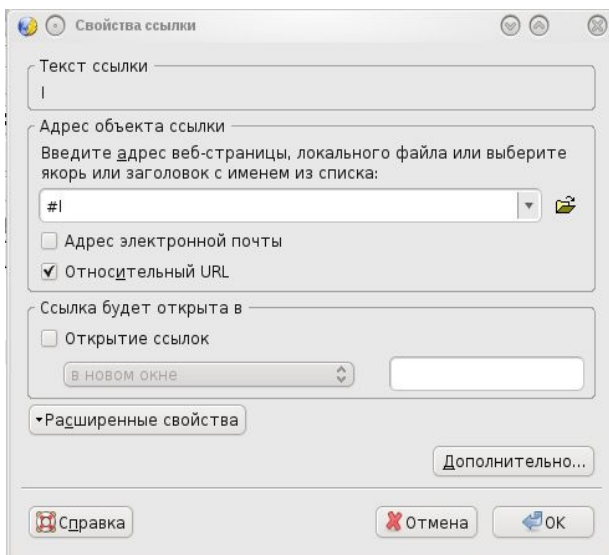 Свойства ссылки
Текст ссылки
I
Адрес объекта ссылки
Введите адрес веб-страницы, локального файла или выберите
якорь или заголовок с именем из списка:
#I
Адрес электронной почты
Относительный URL
Ссылка будет открыта в
Открытие ссылок
в новом окне
Расширенные свойства
Дополнительно...
Справка
Отмена
OK